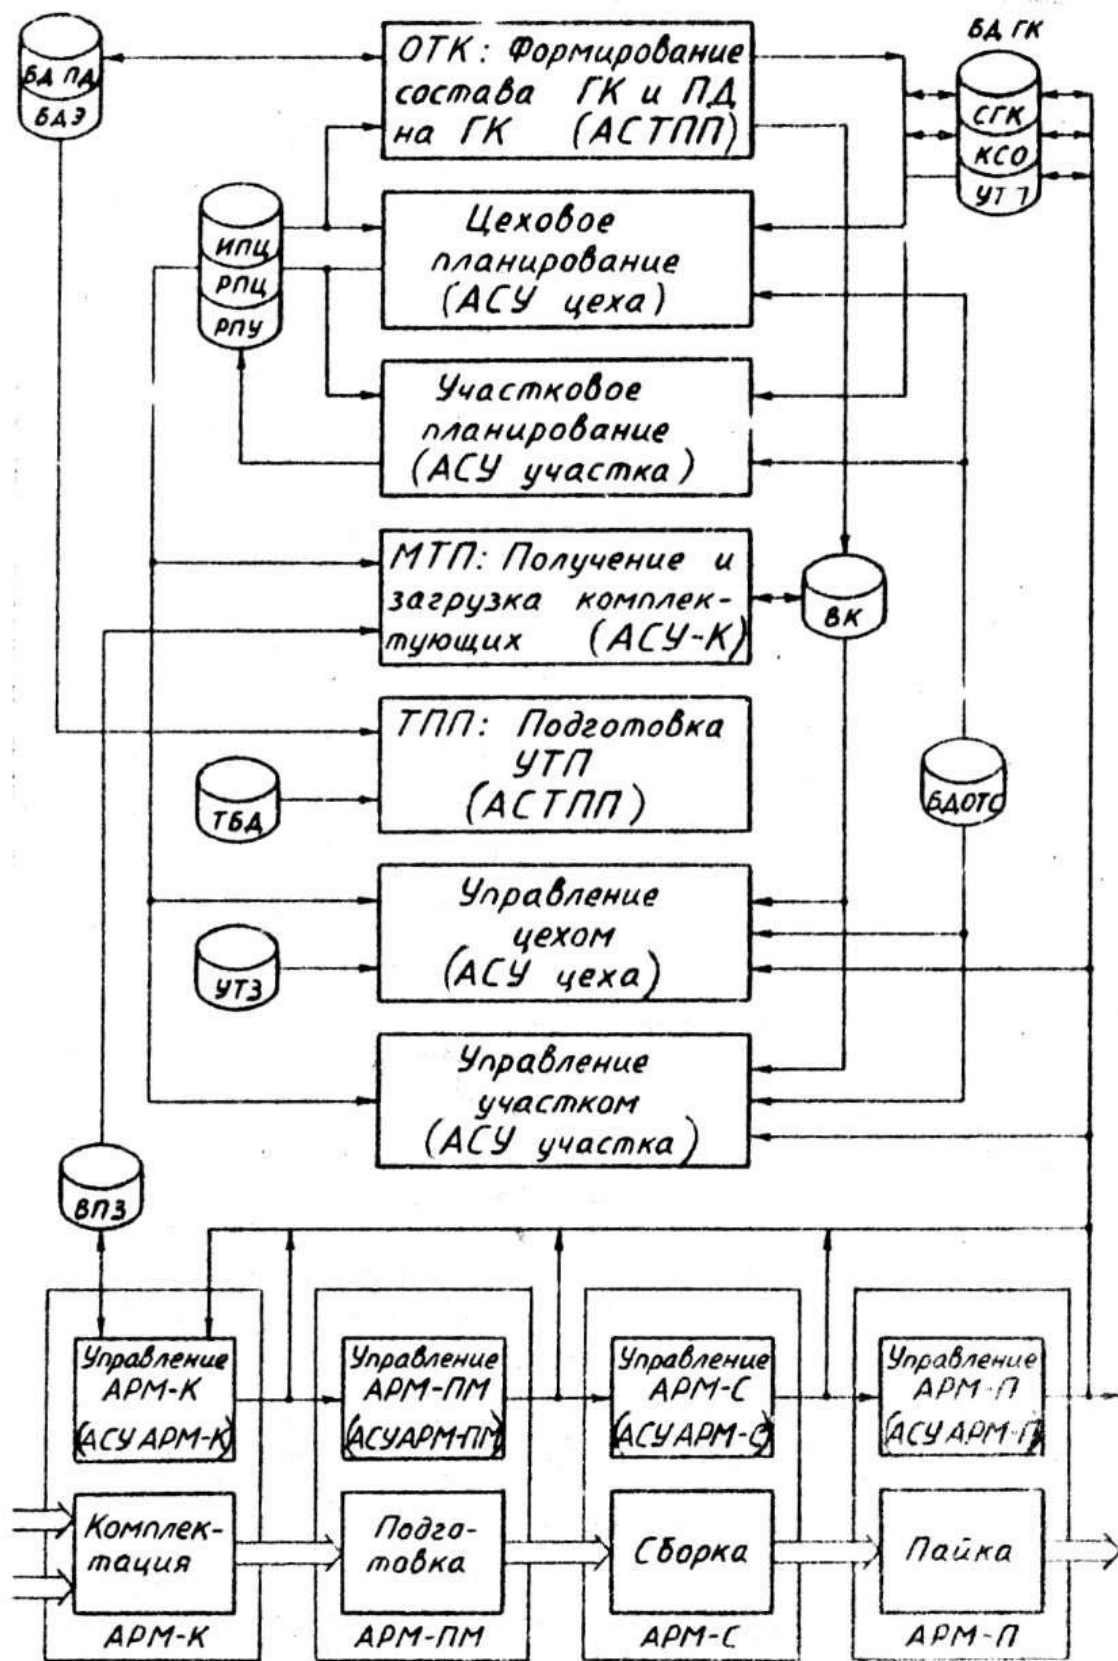 БД ПД
БДЭ
ОТК: Формирование
состава ГК и ПД
на ГК (АСТПП)
БД ГК
СГК
КСО
УТП
ИПЦ
РПЦ
РПУ
Цеховое
планирование
(АСУ цеха)
Участковое
планирование
(АСУ участка)
МТП: Получение и
загрузка комплек-
тующих (АСУ-К)
ВК
ТПП: Подготовка
УТП
(АСТПП)
ТБД
БДОТС
Управление
цехом
(АСУ цеха)
УТЗ
Управление
участком
(АСУ участка)
ВПЗ
Управление
АРМ-К
(АСУ АРМ-К)
Управление
АРМ-ПМ
(АСУ АРМ-ПМ)
Управление
АРМ-С
(АСУ АРМ-С)
Управление
АРМ-П
(АСУ АРМ-П)
Комплек-
тация
Подго-
товка
Сборка
Пайка
АРМ-К
АРМ-ПМ
АРМ-С
АРМ-П